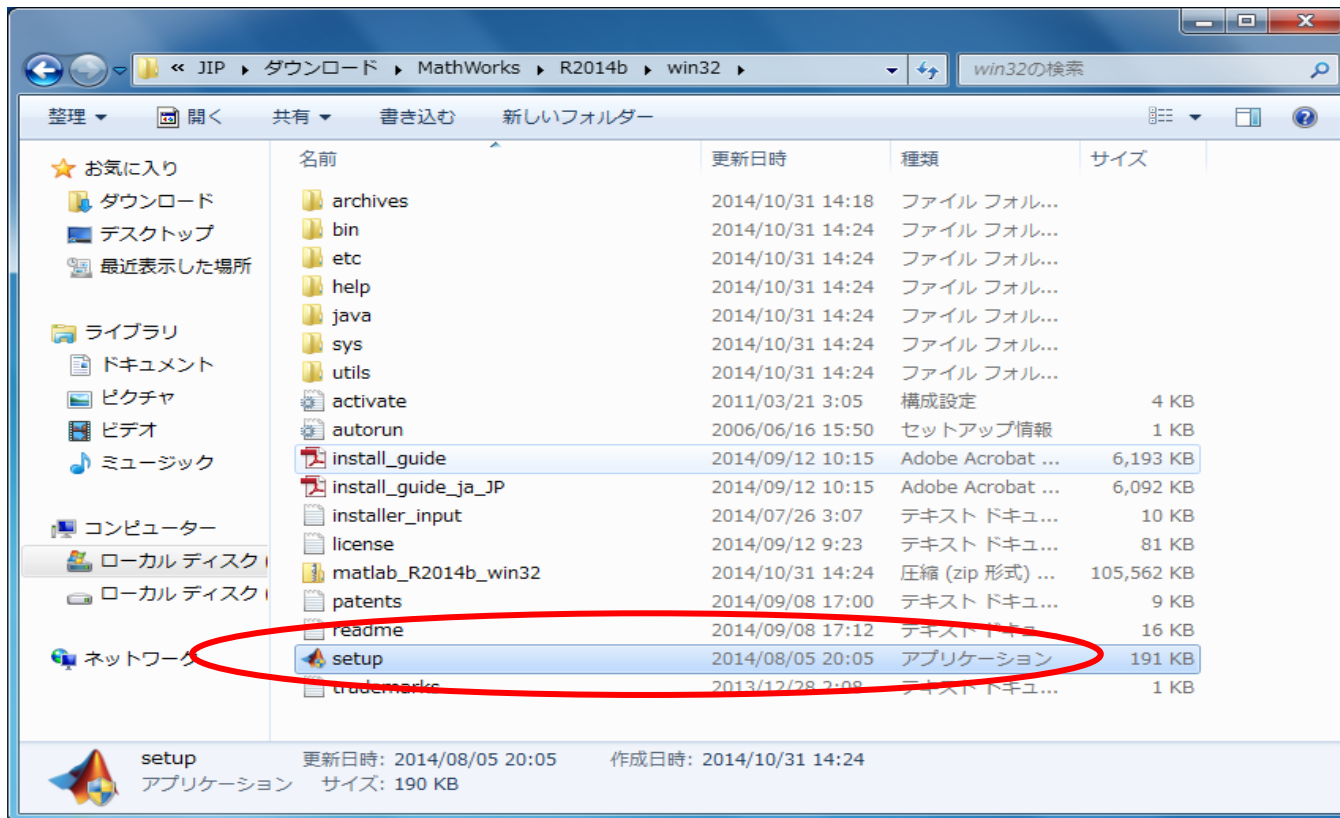 « JIP ▸ ダウンロード ▸ MathWorks ▸ R2014b ▸ win32 ▸
win32の検索
整理 開く 共有 書き込む 新しいフォルダー
お気に入り
ダウンロード
デスクトップ
最近表示した場所
ライブラリ
ドキュメント
ピクチャ
ビデオ
ミュージック
コンピューター
ローカル ディスク (
ローカル ディスク (
ネットワーク
名前 更新日時 種類 サイズ
archives 2014/10/31 14:18 ファイル フォル...
bin 2014/10/31 14:24 ファイル フォル...
etc 2014/10/31 14:24 ファイル フォル...
help 2014/10/31 14:24 ファイル フォル...
java 2014/10/31 14:24 ファイル フォル...
sys 2014/10/31 14:24 ファイル フォル...
utils 2014/10/31 14:24 ファイル フォル...
activate 2011/03/21 3:05 構成設定 4 KB
autorun 2006/06/16 15:50 セットアップ情報 1 KB
install_guide 2014/09/12 10:15 Adobe Acrobat ... 6,193 KB
install_guide_ja_JP 2014/09/12 10:15 Adobe Acrobat ... 6,092 KB
installer_input 2014/07/26 3:07 テキスト ドキュ... 10 KB
license 2014/09/12 9:23 テキスト ドキュ... 81 KB
matlab_R2014b_win32 2014/10/31 14:24 圧縮 (zip 形式) ... 105,562 KB
patents 2014/09/08 17:00 テキスト ドキュ... 9 KB
readme 2014/09/08 17:12 テキスト ドキュ... 16 KB
setup 2014/08/05 20:05 アプリケーション 191 KB
trademarks 2013/12/28 2:08 テキスト ドキュ... 1 KB
setup 更新日時: 2014/08/05 20:05 作成日時: 2014/10/31 14:24
アプリケーション サイズ: 190 KB